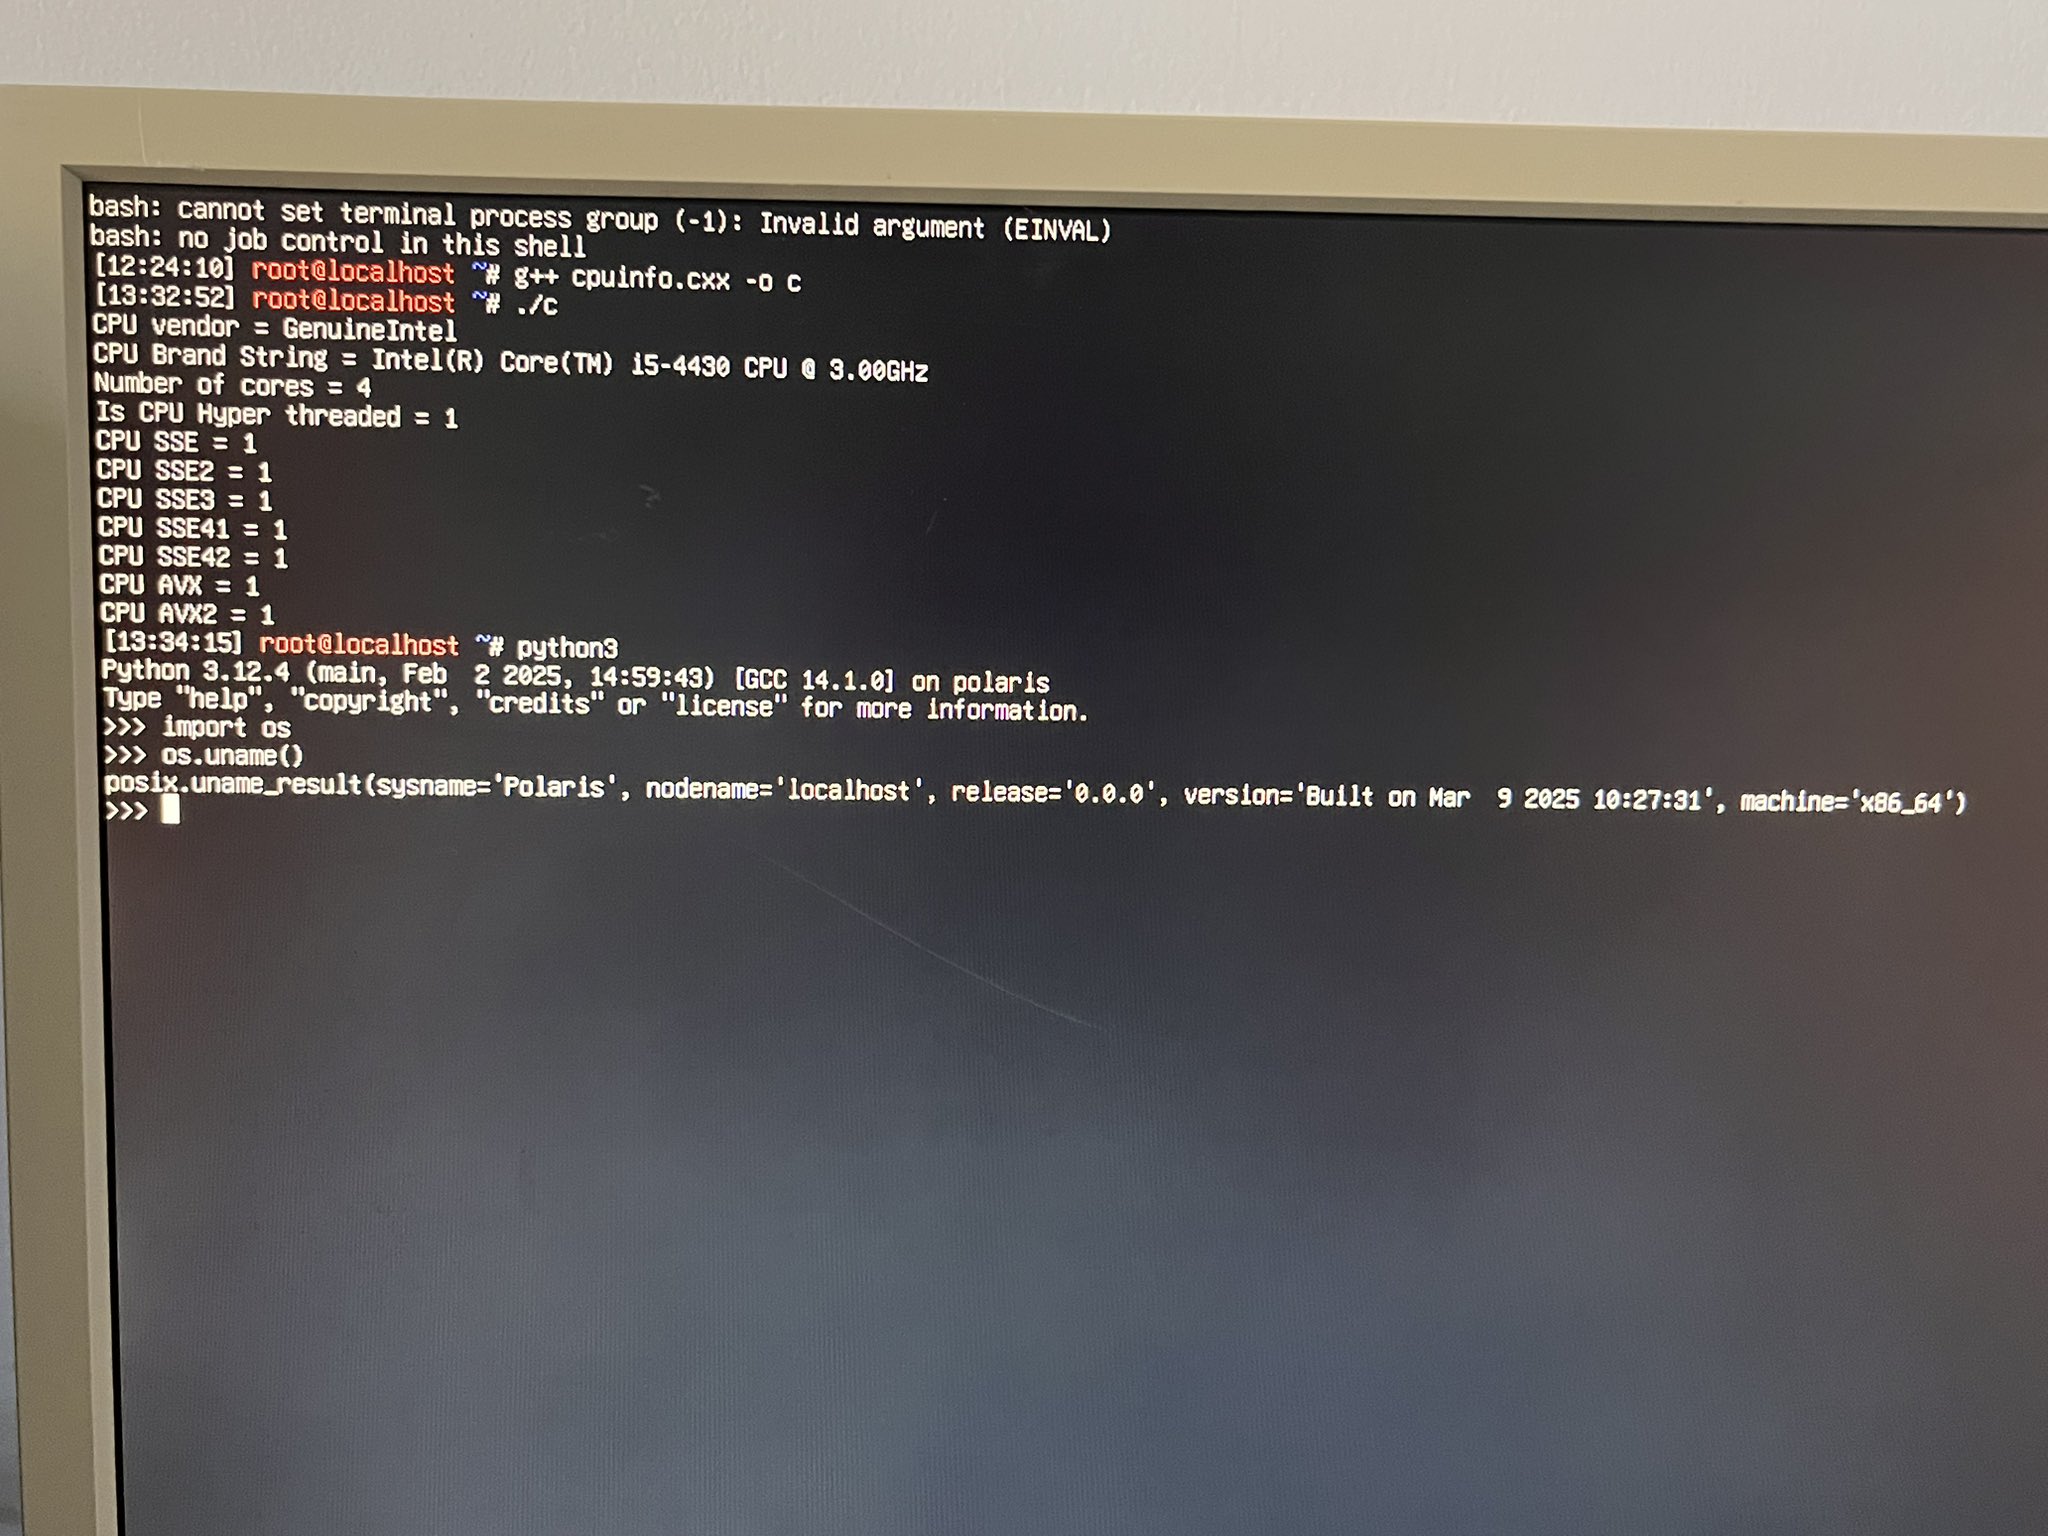 bash: cannot set terminal process group (-1): Invalid argument (EINVAL)
bash: no job control in this shell
[12:24:10] root@localhost ~# g++ cpuinfo.cxx -o c
[13:32:52] root@localhost ~# ./c
CPU vendor = GenuineIntel
CPU Brand String = Intel(R) Core(TM) i5-4430 CPU @ 3.00GHz
Number of cores = 4
Is CPU Hyper threaded = 1
CPU SSE = 1
CPU SSE2 = 1
CPU SSE3 = 1
CPU SSE41 = 1
CPU SSE42 = 1
CPU AVX = 1
CPU AVX2 = 1
[13:34:15] root@localhost ~# python3
Python 3.12.4 (main, Feb  2 2025, 14:59:43) [GCC 14.1.0] on polaris
Type "help", "copyright", "credits" or "license" for more information.
>>> import os
>>> os.uname()
posix.uname_result(sysname='Polaris', nodename='localhost', release='0.0.0', version='Built on Mar  9 2025 10:27:31', machine='x86_64')
>>>